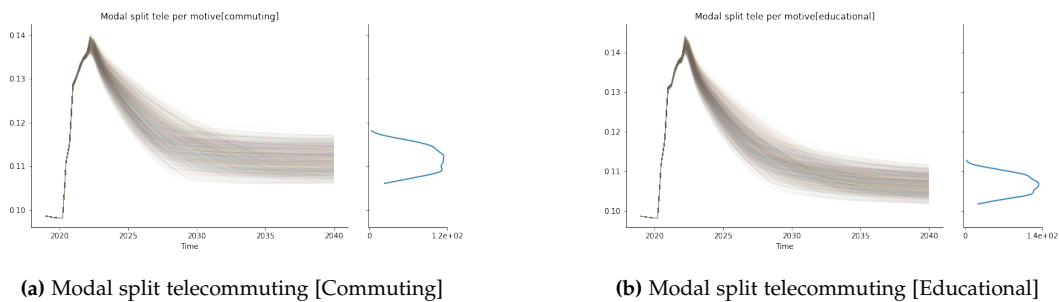 Modal split tele per motive[commuting]
0.14
0.13
0.12
0.11
0.10
2020 2025 2030 2035 2040
Time
0 1.2e+02
(a) Modal split telecommuting [Commuting]
Modal split tele per motive[educational]
0.14
0.13
0.12
0.11
0.10
2020 2025 2030 2035 2040
Time
0 1.4e+02
(b) Modal split telecommuting [Educational]